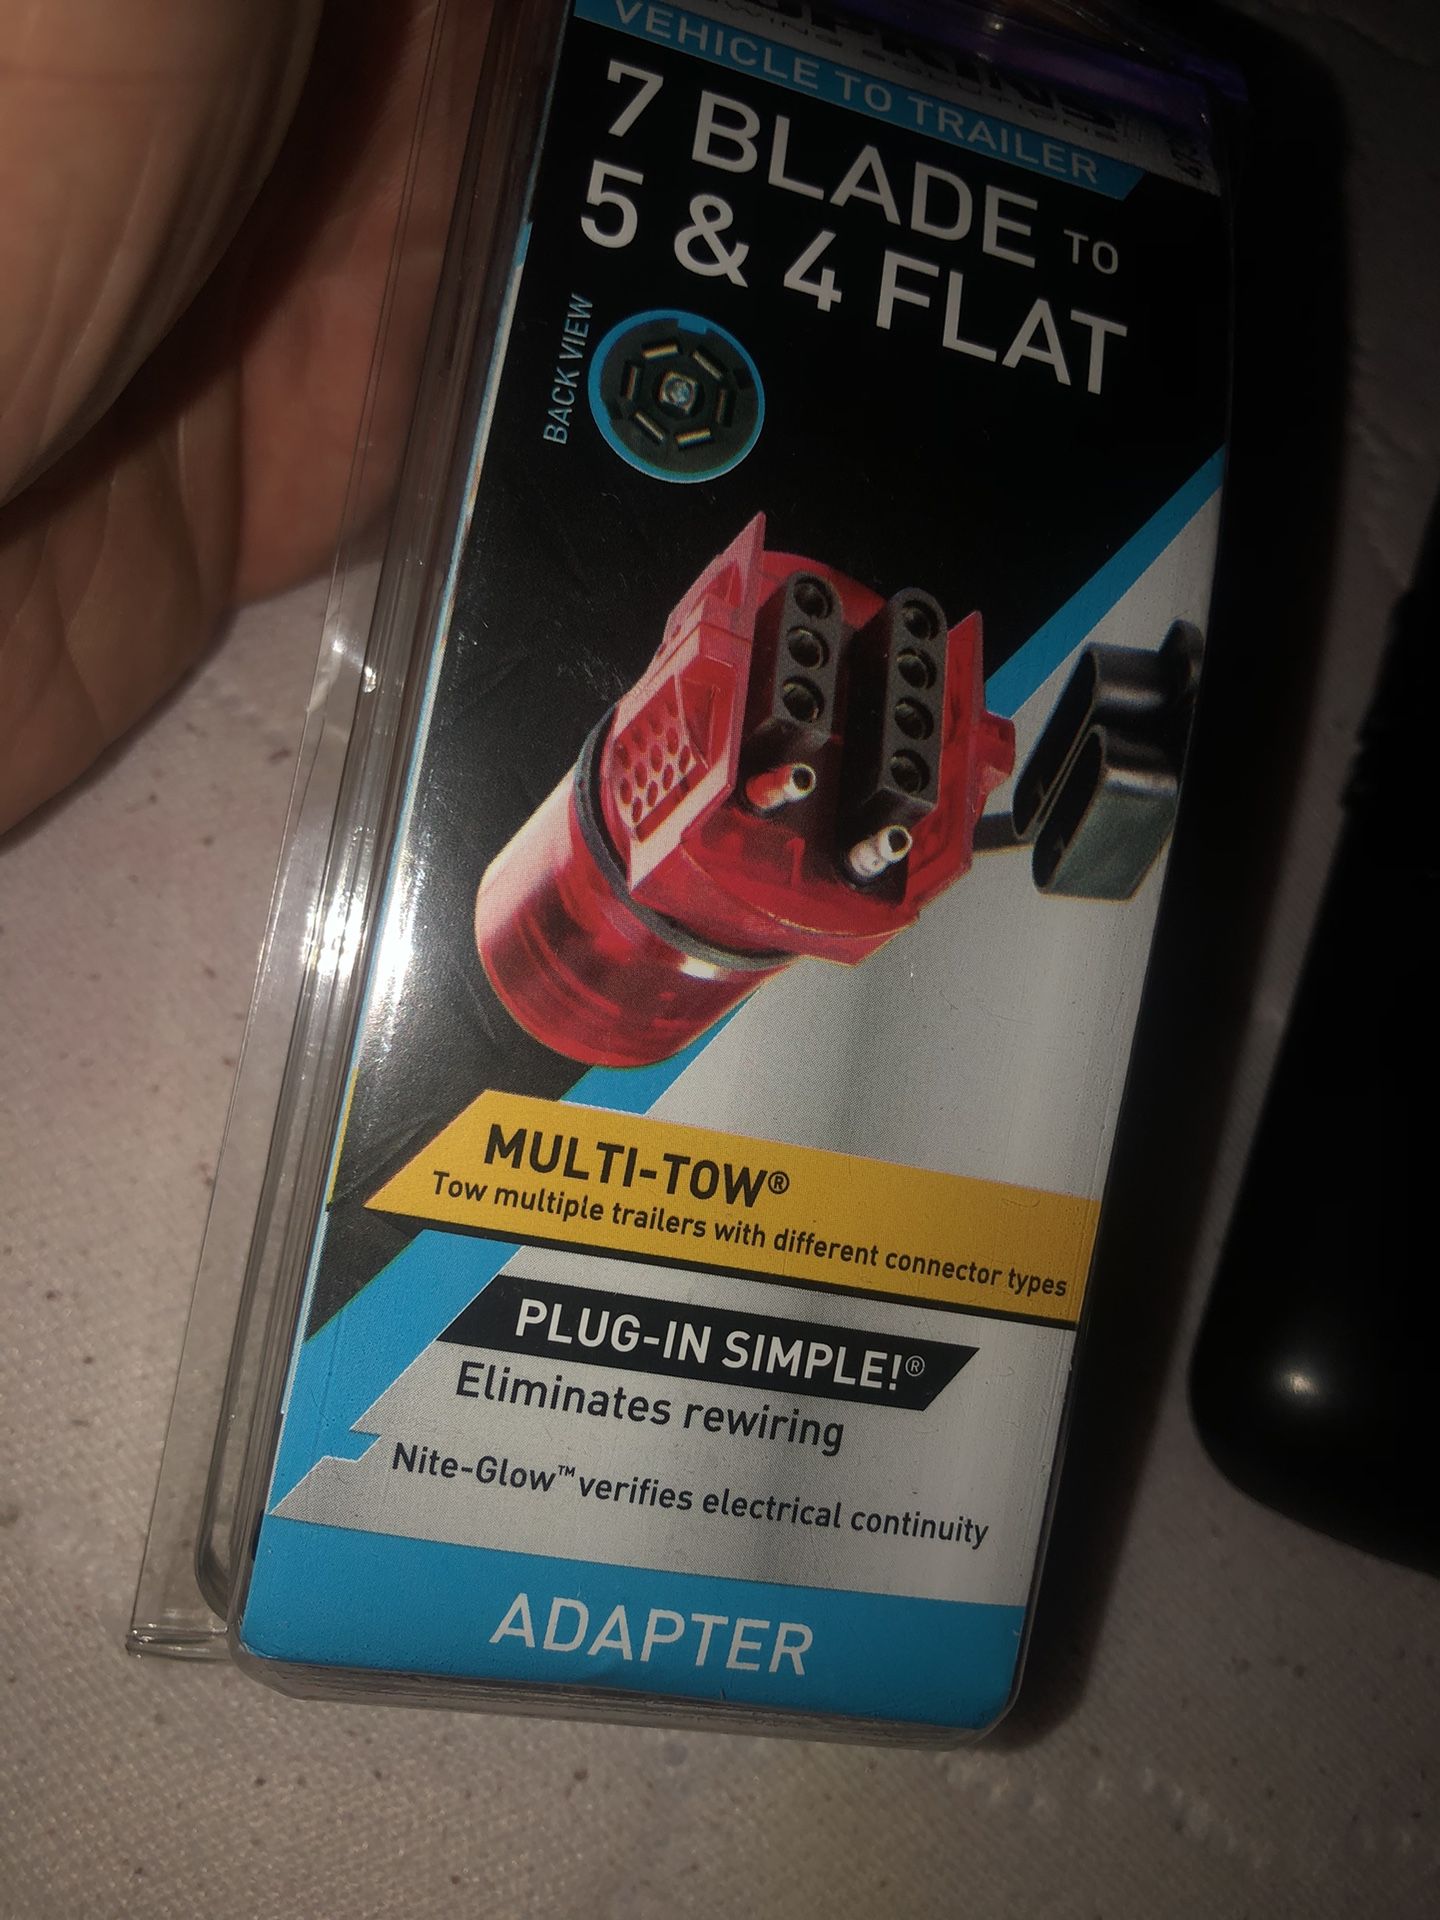 VEHICLE TO TRAILER
7 BLADE TO
5 & 4 FLAT
BACK VIEW
MULTI-TOW®
Tow multiple trailers with different connector types
PLUG-IN SIMPLE!®
Eliminates rewiring
Nite-Glow™ verifies electrical continuity
ADAPTER